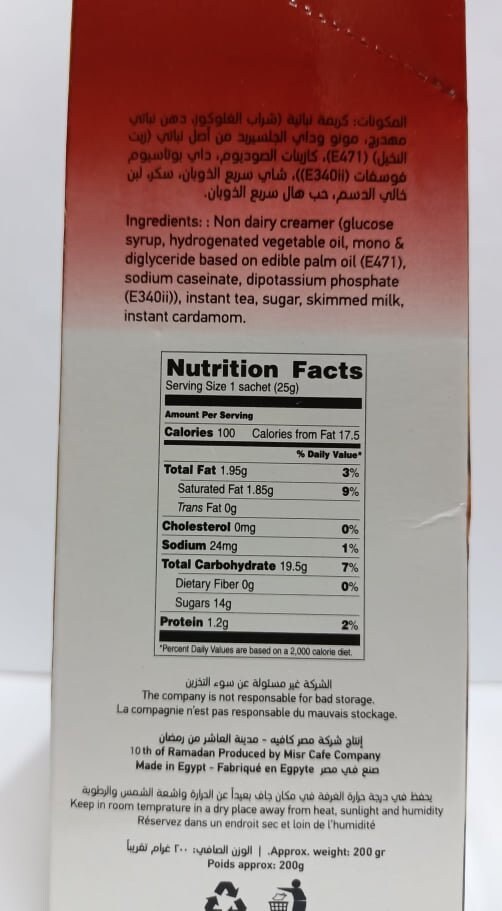 المكونات: كريمة نباتية (شراب الغلوكوز، دهن نباتي
مهدرج، مونو وداي الجلسيريد من أصل نباتي (زيت
النخيل) (E471)، كازينات الصوديوم، داي بوتاسيوم
فوسفات (E340ii))، شاي سريع الذوبان، سكر، لبن
خالي الدسم، حب هال سريع الذوبان.
Ingredients: : Non dairy creamer (glucose
syrup, hydrogenated vegetable oil, mono &
diglyceride based on edible palm oil (E471),
sodium caseinate, dipotassium phosphate
(E340ii)), instant tea, sugar, skimmed milk,
instant cardamom.
Nutrition Facts
Serving Size 1 sachet (25g)
Amount Per Serving
Calories 100 Calories from Fat 17.5
% Daily Value*
Total Fat 1.95g 3%
Saturated Fat 1.85g 9%
Trans Fat 0g
Cholesterol 0mg 0%
Sodium 24mg 1%
Total Carbohydrate 19.5g 7%
Dietary Fiber 0g 0%
Sugars 14g
Protein 1.2g 2%
*Percent Daily Values are based on a 2,000 calorie diet.
الشركة غير مسئولة عن سوء التخزين
The company is not responsable for bad storage.
La compagnie n'est pas responsable du mauvais stockage.
إنتاج شركة مصر كافيه - مدينة العاشر من رمضان
10 th of Ramadan Produced by Misr Cafe Company
Made in Egypt - Fabriqué en Egpyte صنع في مصر
يحفظ في درجة حرارة الغرفة في مكان جاف بعيداً عن الحرارة وأشعة الشمس والرطوبة
Keep in room temprature in a dry place away from heat, sunlight and humidity
Réservez dans un endroit sec et loin de l'humidité
Approx. weight: 200 gr. | الوزن الصافي: ٢٠٠ جرام تقريباً
Poids approx: 200g